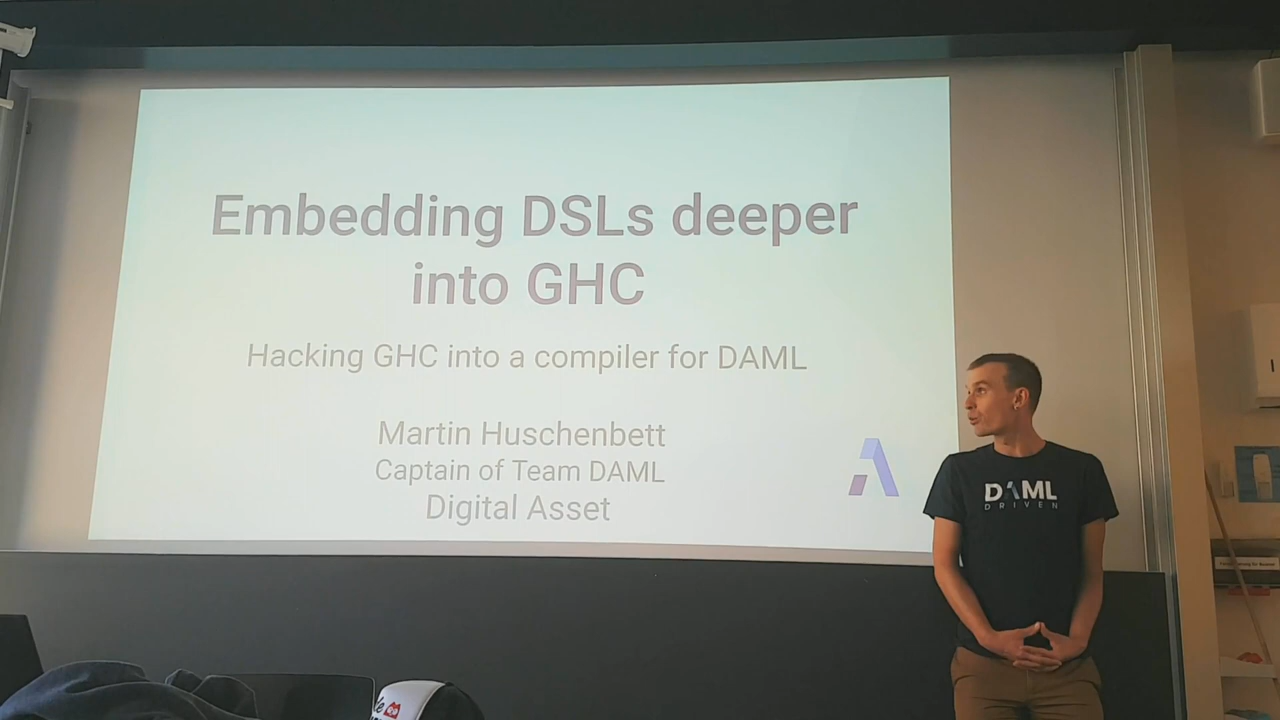 Embedding DSLs deeper
into GHC
Hacking GHC into a compiler for DAML
Martin Huschenbett
Captain of Team DAML
Digital Asset
DAML
DRIVEN